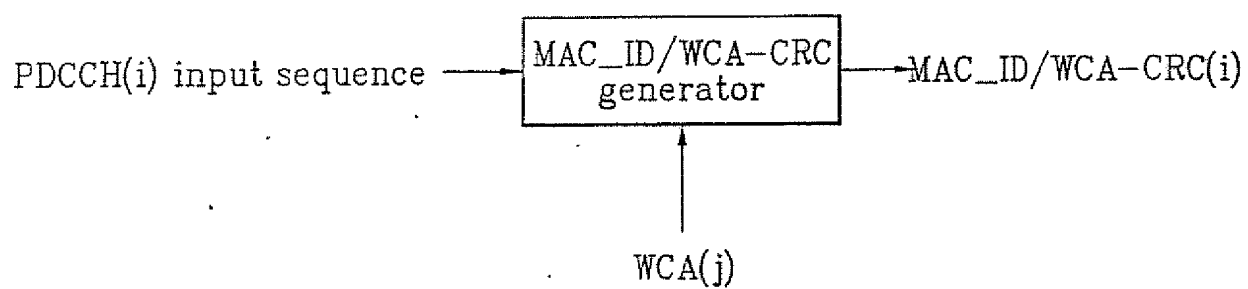 PDCCH(i) input sequence
MAC_ID/WCA-CRC
generator
MAC_ID/WCA-CRC(i)
WCA(j)